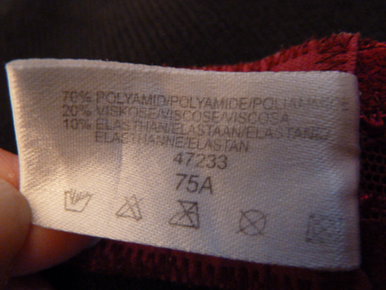 70% POLYAMID/POLYAMIDE/POLIAMMIDE
20% VISKOSE/VISCOSE/VISCOSA
10% ELASTHAN/ELASTAAN/ELASTANE/
ELASTHANNE/ELASTAN
47233
75A